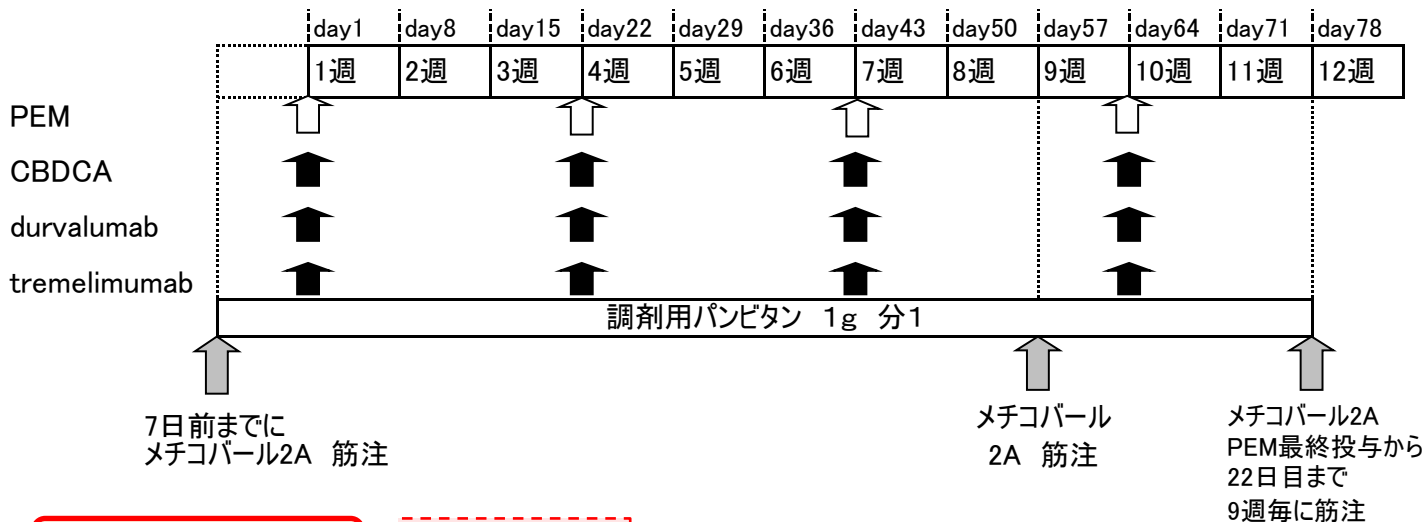 day1 day8 day15 day22 day29 day36 day43 day50 day57 day64 day71 day78
1週 2週 3週 4週 5週 6週 7週 8週 9週 10週 11週 12週
PEM
CBDCA
durvalumab
tremelimumab
調剤用パンビタン 1g 分1
7日前までに
メチコバール2A 筋注
メチコバール
2A 筋注
メチコバール2A
PEM最終投与から
22日目まで
9週毎に筋注